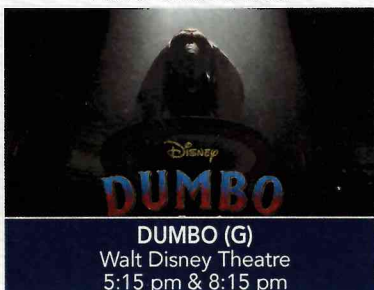 Disney
DUMBO
DUMBO (G)
Walt Disney Theatre
5:15 pm & 8:15 pm